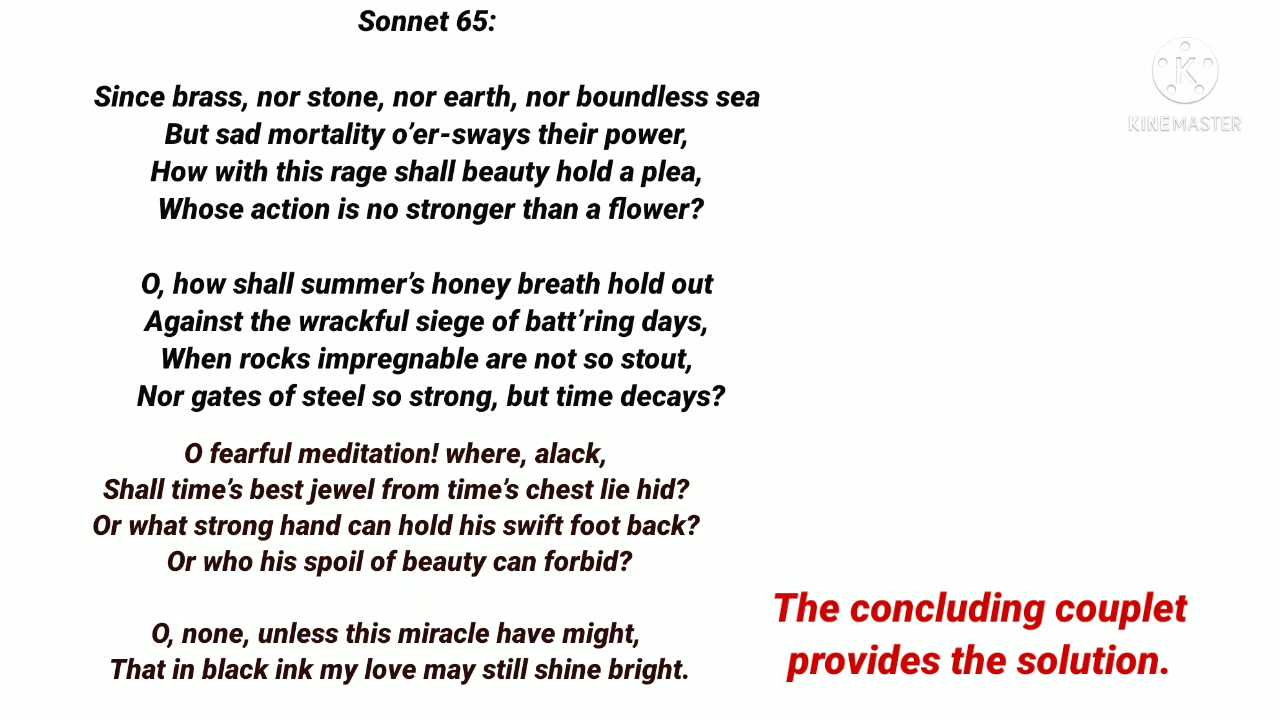 Sonnet 65:
Since brass, nor stone, nor earth, nor boundless sea
But sad mortality o’er-sways their power,
How with this rage shall beauty hold a plea,
Whose action is no stronger than a flower?
O, how shall summer’s honey breath hold out
Against the wrackful siege of batt’ring days,
When rocks impregnable are not so stout,
Nor gates of steel so strong, but time decays?
O fearful meditation! where, alack,
Shall time’s best jewel from time’s chest lie hid?
Or what strong hand can hold his swift foot back?
Or who his spoil of beauty can forbid?
O, none, unless this miracle have might,
That in black ink my love may still shine bright.
The concluding couplet
provides the solution.
K
KINEMASTER